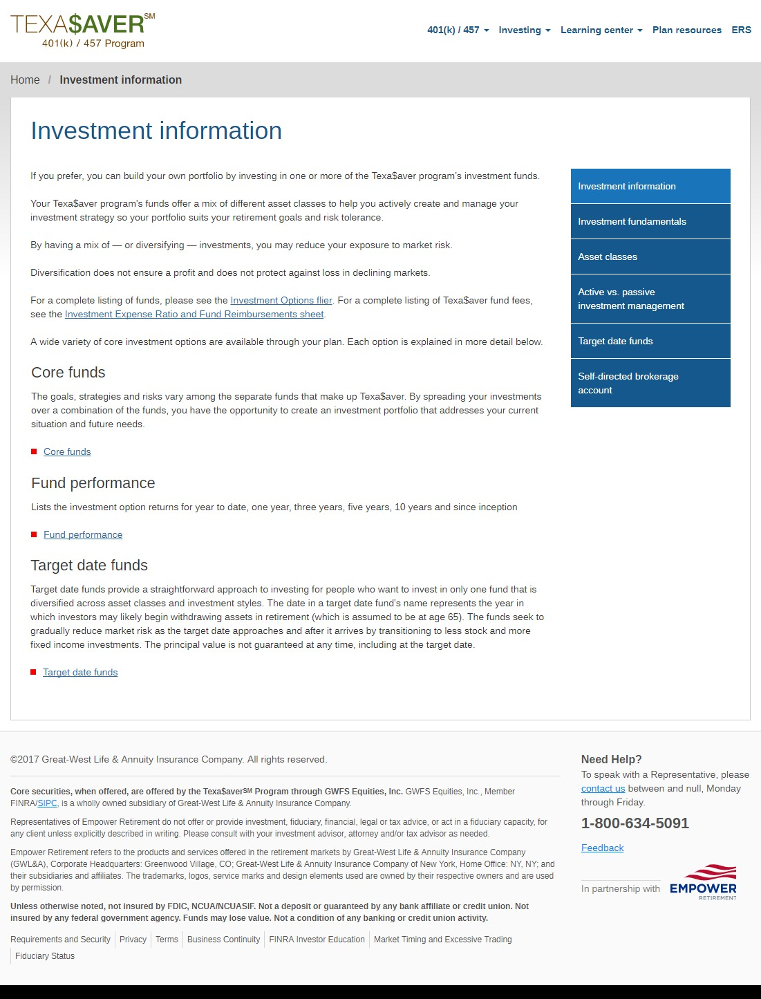 TEXA$AVER℠
401(k) / 457 Program
401(k) / 457 Investing Learning center Plan resources ERS
Home / Investment information
Investment information
If you prefer, you can build your own portfolio by investing in one or more of the Texa$aver program's investment funds.
Your Texa$aver program's funds offer a mix of different asset classes to help you actively create and manage your
investment strategy so your portfolio suits your retirement goals and risk tolerance.
By having a mix of — or diversifying — investments, you may reduce your exposure to market risk.
Diversification does not ensure a profit and does not protect against loss in declining markets.
For a complete listing of funds, please see the Investment Options flier. For a complete listing of Texa$aver fund fees,
see the Investment Expense Ratio and Fund Reimbursements sheet.
A wide variety of core investment options are available through your plan. Each option is explained in more detail below.
Core funds
The goals, strategies and risks vary among the separate funds that make up Texa$aver. By spreading your investments
over a combination of the funds, you have the opportunity to create an investment portfolio that addresses your current
situation and future needs.
Core funds
Fund performance
Lists the investment option returns for year to date, one year, three years, five years, 10 years and since inception
Fund performance
Target date funds
Target date funds provide a straightforward approach to investing for people who want to invest in only one fund that is
diversified across asset classes and investment styles. The date in a target date fund's name represents the year in
which investors may likely begin withdrawing assets in retirement (which is assumed to be at age 65). The funds seek to
gradually reduce market risk as the target date approaches and after it arrives by transitioning to less stock and more
fixed income investments. The principal value is not guaranteed at any time, including at the target date.
Target date funds
Investment information
Investment fundamentals
Asset classes
Active vs. passive
investment management
Target date funds
Self-directed brokerage
account
©2017 Great-West Life & Annuity Insurance Company. All rights reserved.
Core securities, when offered, are offered by the Texa$aver℠ Program through GWFS Equities, Inc. GWFS Equities, Inc., Member
FINRA/SIPC, is a wholly owned subsidiary of Great-West Life & Annuity Insurance Company.
Representatives of Empower Retirement do not offer or provide investment, fiduciary, financial, legal or tax advice, or act in a fiduciary capacity, for
any client unless explicitly described in writing. Please consult with your investment advisor, attorney and/or tax advisor as needed.
Empower Retirement refers to the products and services offered in the retirement markets by Great-West Life & Annuity Insurance Company
(GWL&A), Corporate Headquarters: Greenwood Village, CO; Great-West Life & Annuity Insurance Company of New York, Home Office: NY, NY; and
their subsidiaries and affiliates. The trademarks, logos, service marks and design elements used are owned by their respective owners and are used
by permission.
Unless otherwise noted, not insured by FDIC, NCUA/NCUASIF. Not a deposit or guaranteed by any bank affiliate or credit union. Not
insured by any federal government agency. Funds may lose value. Not a condition of any banking or credit union activity.
Requirements and Security Privacy Terms Business Continuity FINRA Investor Education Market Timing and Excessive Trading
Fiduciary Status
Need Help?
To speak with a Representative, please
contact us between and null, Monday
through Friday.
1-800-634-5091
Feedback
In partnership with
EMPOWER
RETIREMENT